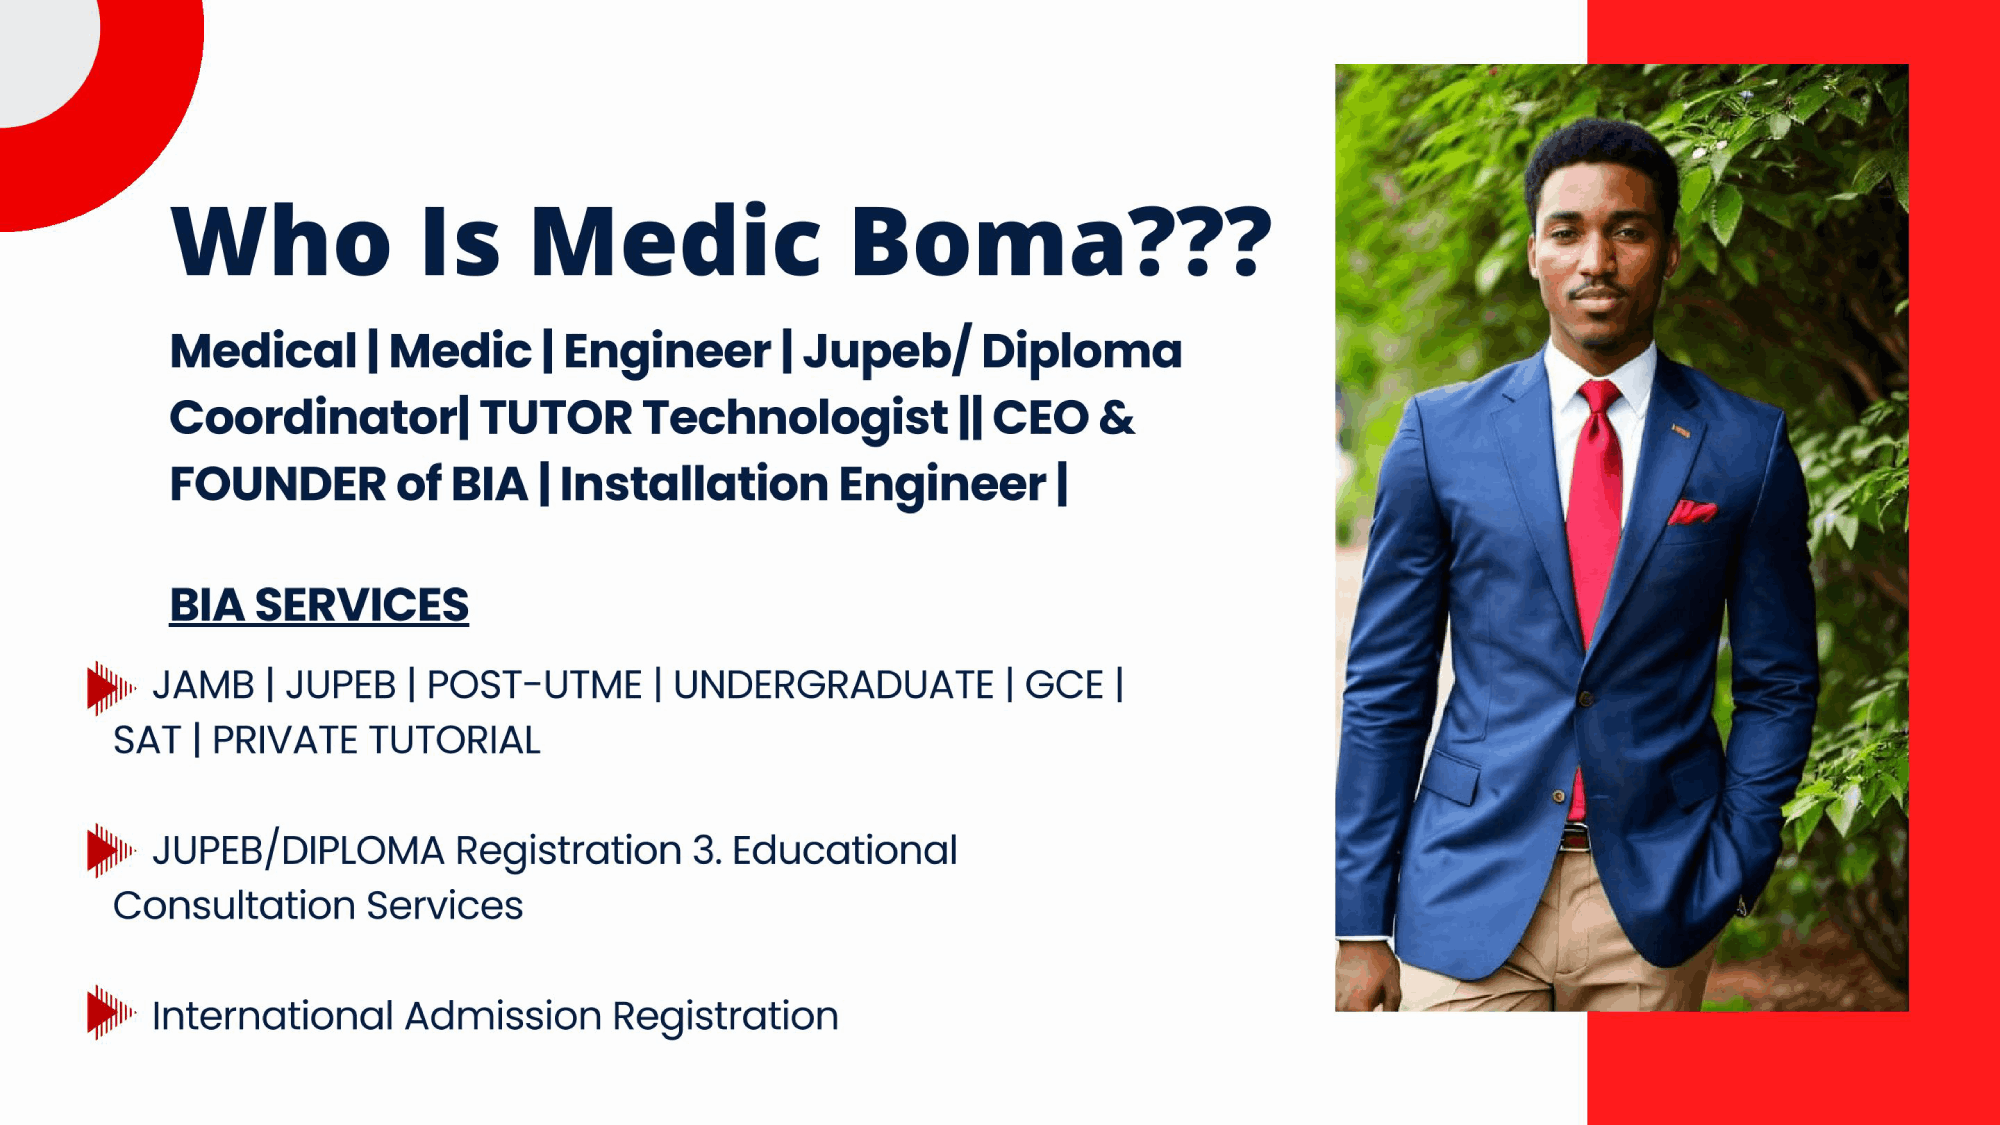 Who Is Medic Boma???
Medical | Medic | Engineer | Jupeb/ Diploma
Coordinator| TUTOR Technologist || CEO &
FOUNDER of BIA | Installation Engineer |
BIA SERVICES
JAMB | JUPEB | POST-UTME | UNDERGRADUATE | GCE |
SAT | PRIVATE TUTORIAL
JUPEB/DIPLOMA Registration 3. Educational
Consultation Services
International Admission Registration